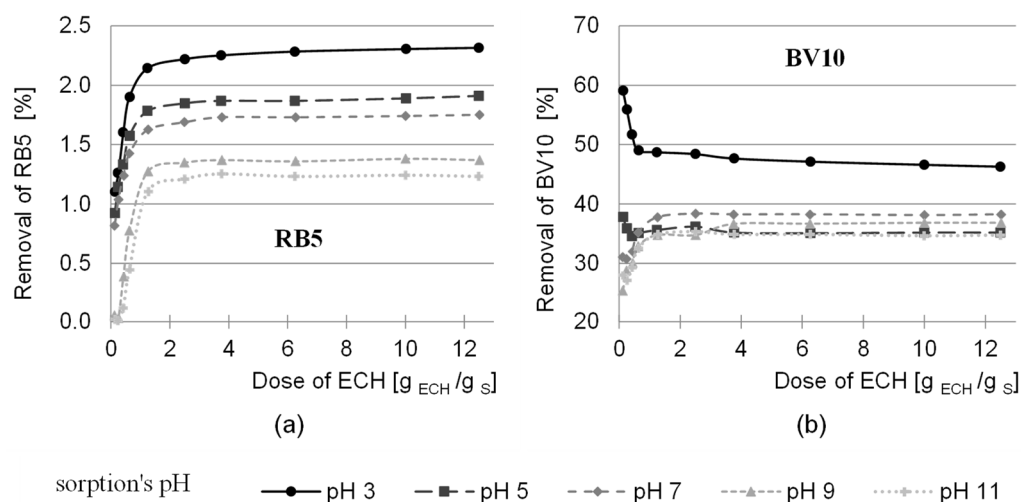 Removal of RB5 [%]
2.5
2.0
1.5
1.0
0.5
0.0
RB5
0 2 4 6 8 10 12
Dose of ECH [g ECH /g S]
(a)
Removal of BV10 [%]
70
60
50
40
30
20
BV10
0 2 4 6 8 10 12
Dose of ECH [g ECH /g S]
(b)
sorption's pH pH 3 pH 5 pH 7 pH 9 pH 11